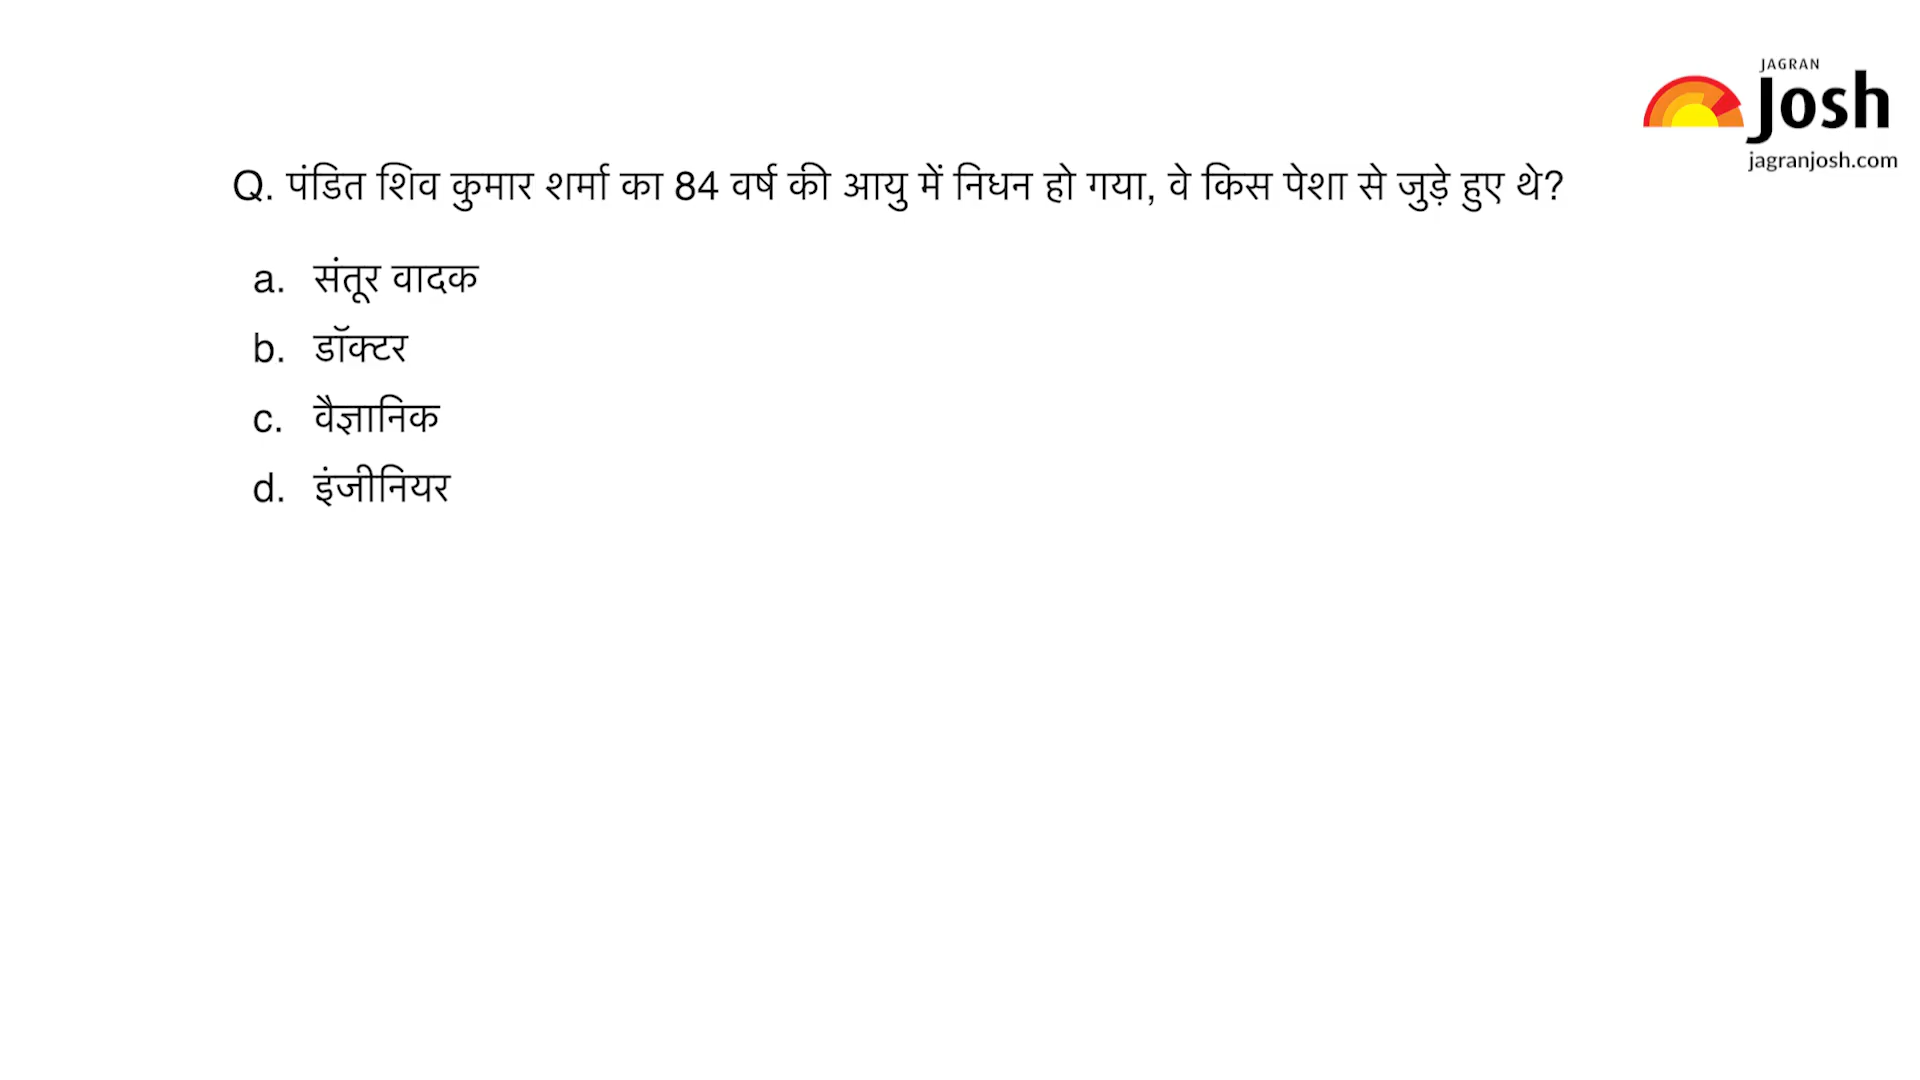 JAGRAN
Josh
jagranjosh.com
Q. पंडित शिव कुमार शर्मा का 84 वर्ष की आयु में निधन हो गया, वे किस पेशा से जुड़े हुए थे?
a. संतूर वादक
b. डॉक्टर
c. वैज्ञानिक
d. इंजीनियर